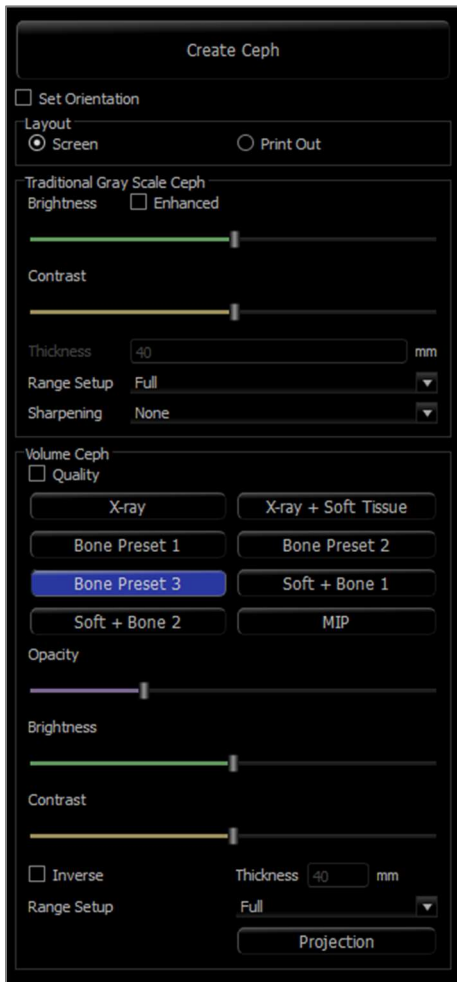 Create Ceph
Set Orientation
Layout
Screen Print Out
Traditional Gray Scale Ceph
Brightness Enhanced
Contrast
Thickness 40 mm
Range Setup Full
Sharpening None
Volume Ceph
Quality
X-ray X-ray + Soft Tissue
Bone Preset 1 Bone Preset 2
Bone Preset 3 Soft + Bone 1
Soft + Bone 2 MIP
Opacity
Brightness
Contrast
Inverse Thickness 40 mm
Range Setup Full
Projection